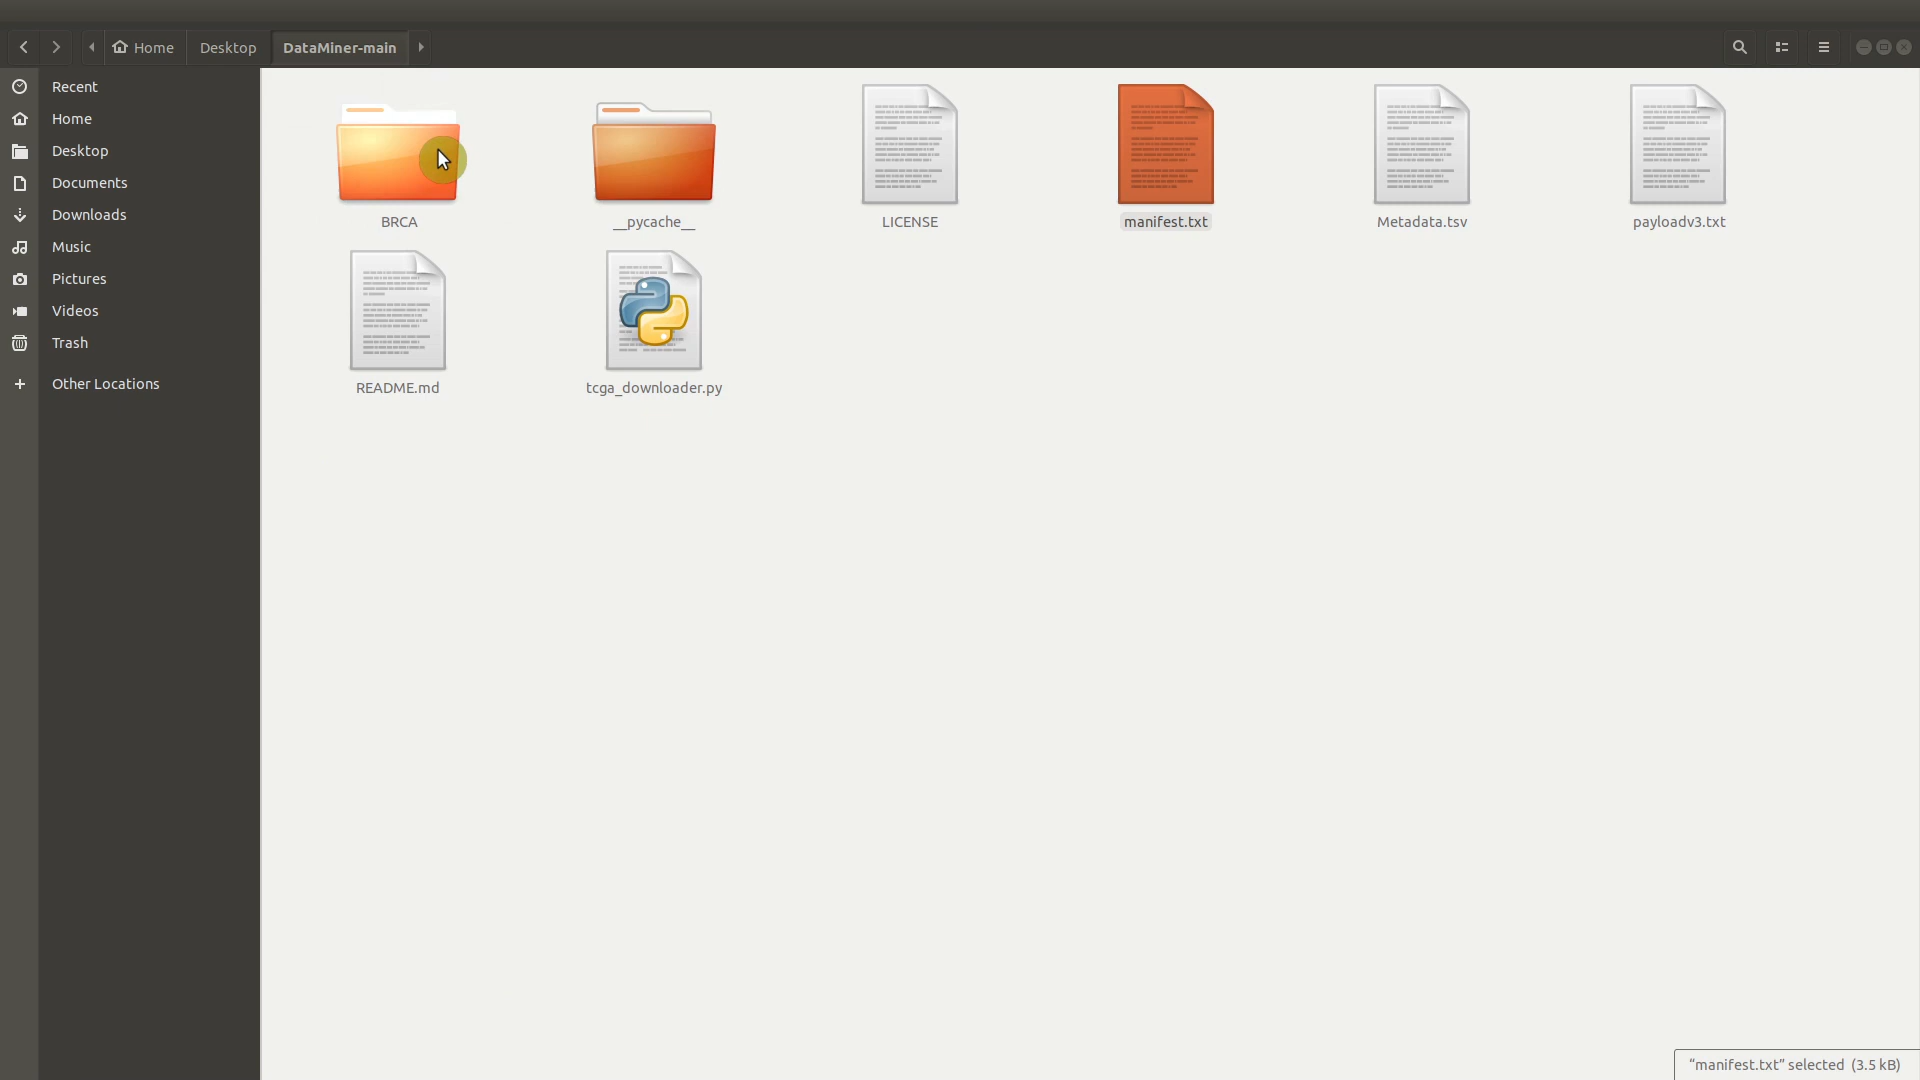 Home
Desktop
DataMiner-main
Recent
Home
Desktop
Documents
Downloads
Music
Pictures
Videos
Trash
Other Locations
BRCA
__pycache__
LICENSE
manifest.txt
Metadata.tsv
payloadv3.txt
README.md
tcga_downloader.py
“manifest.txt” selected (3.5 kB)